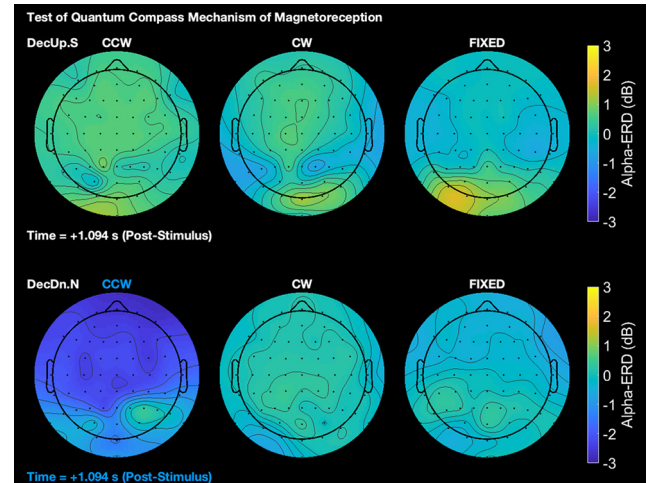 Test of Quantum Compass Mechanism of Magnetoreception
DecUp.S CCW CW FIXED
3
2
1
0
-1
-2
-3
Alpha-ERD (dB)
Time = +1.094 s (Post-Stimulus)
DecDn.N CCW CW FIXED
3
2
1
0
-1
-2
-3
Alpha-ERD (dB)
Time = +1.094 s (Post-Stimulus)